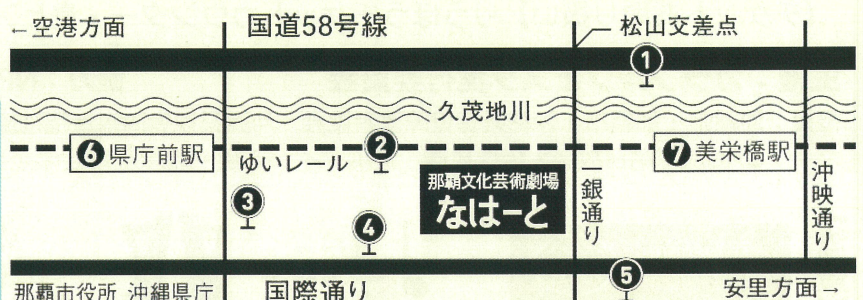 ←空港方面
国道58号線
松山交差点
1
久茂地川
6 県庁前駅
2
7 美栄橋駅
ゆいレール
那覇文化芸術劇場
なはーと
一銀通り
沖映通り
3
4
5
那覇市役所 沖縄県庁
国際通り
安里方面→